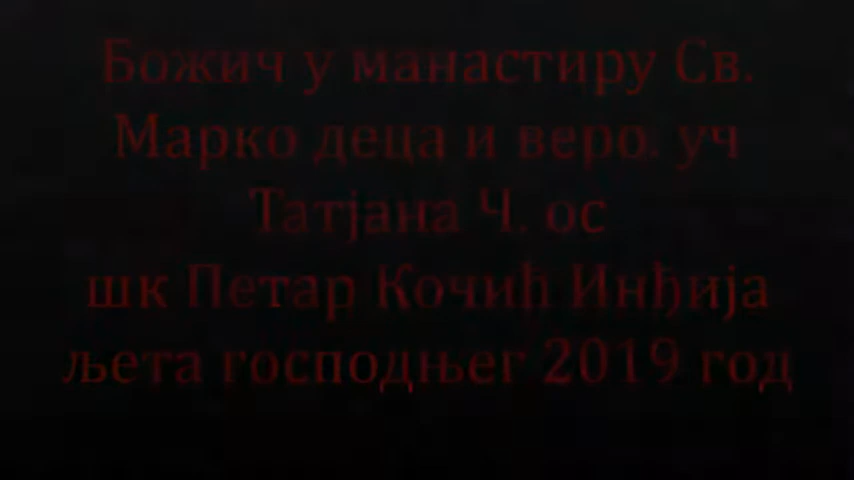 Божич у манастиру Св.
Марко деца и веро. уч
Татјана Ч. ос
шк Петар Кочић Инђија
љета господњег 2019 год